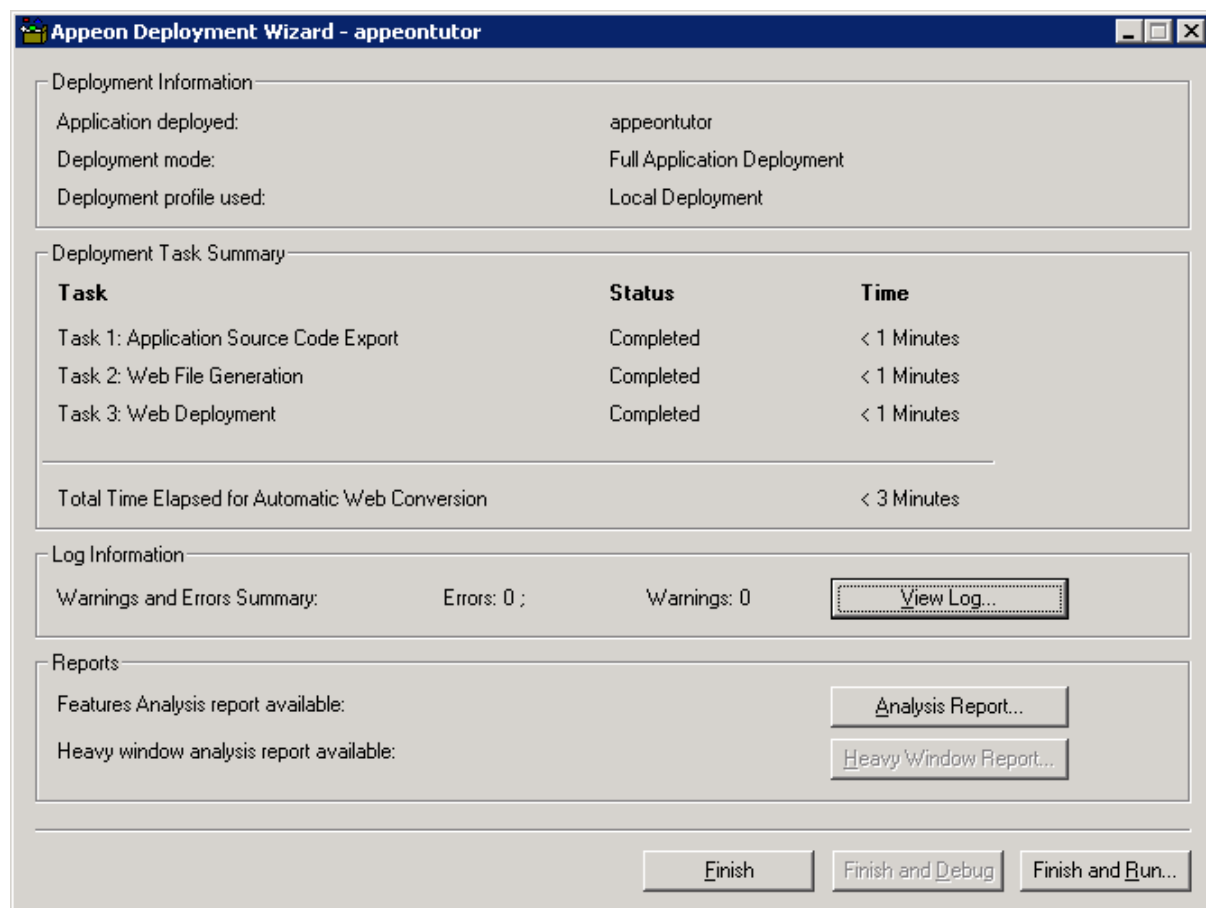 Appeon Deployment Wizard - appeontutor
Deployment Information
Application deployed: appeontutor
Deployment mode: Full Application Deployment
Deployment profile used: Local Deployment
Deployment Task Summary
Task Status Time
Task 1: Application Source Code Export Completed < 1 Minutes
Task 2: Web File Generation Completed < 1 Minutes
Task 3: Web Deployment Completed < 1 Minutes
Total Time Elapsed for Automatic Web Conversion < 3 Minutes
Log Information
Warnings and Errors Summary: Errors: 0 ; Warnings: 0 View Log...
Reports
Features Analysis report available: Analysis Report...
Heavy window analysis report available: Heavy Window Report...
Finish Finish and Debug Finish and Run...